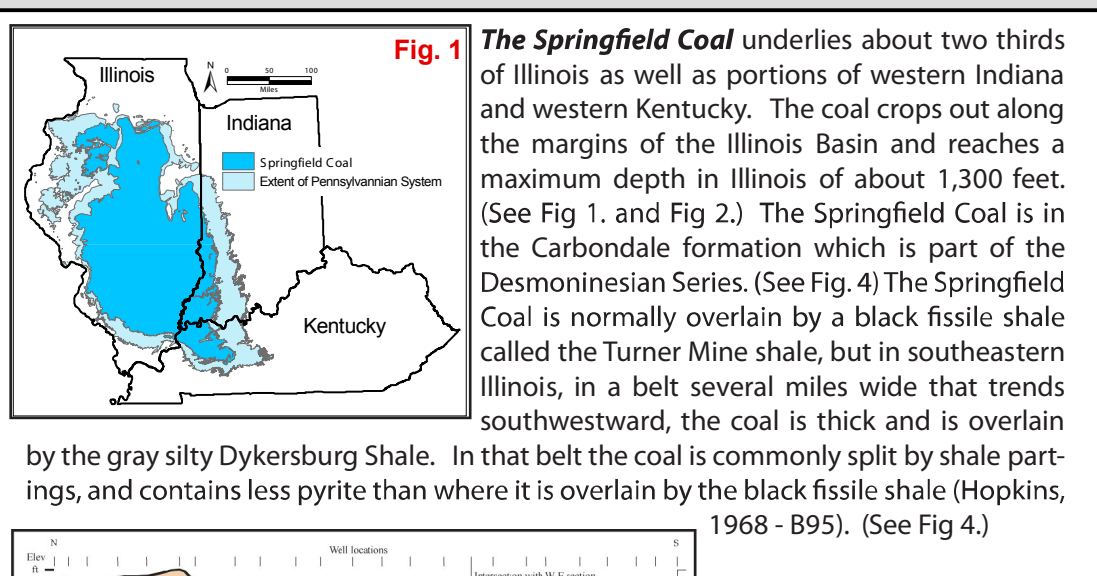 Fig. 1
Illinois
N
0 50 100
Miles
Indiana
Springfield Coal
Extent of Pennsylvannian System
Kentucky
The Springfield Coal underlies about two thirds
of Illinois as well as portions of western Indiana
and western Kentucky. The coal crops out along
the margins of the Illinois Basin and reaches a
maximum depth in Illinois of about 1,300 feet.
(See Fig 1. and Fig 2.) The Springfield Coal is in
the Carbondale formation which is part of the
Desmoninesian Series. (See Fig. 4) The Springfield
Coal is normally overlain by a black fissile shale
called the Turner Mine shale, but in southeastern
Illinois, in a belt several miles wide that trends
southwestward, the coal is thick and is overlain
by the gray silty Dykersburg Shale. In that belt the coal is commonly split by shale part-
ings, and contains less pyrite than where it is overlain by the black fissile shale (Hopkins,
1968 - B95). (See Fig 4.)
N
Well locations
S
Elev
ft
Intersection with W-E section